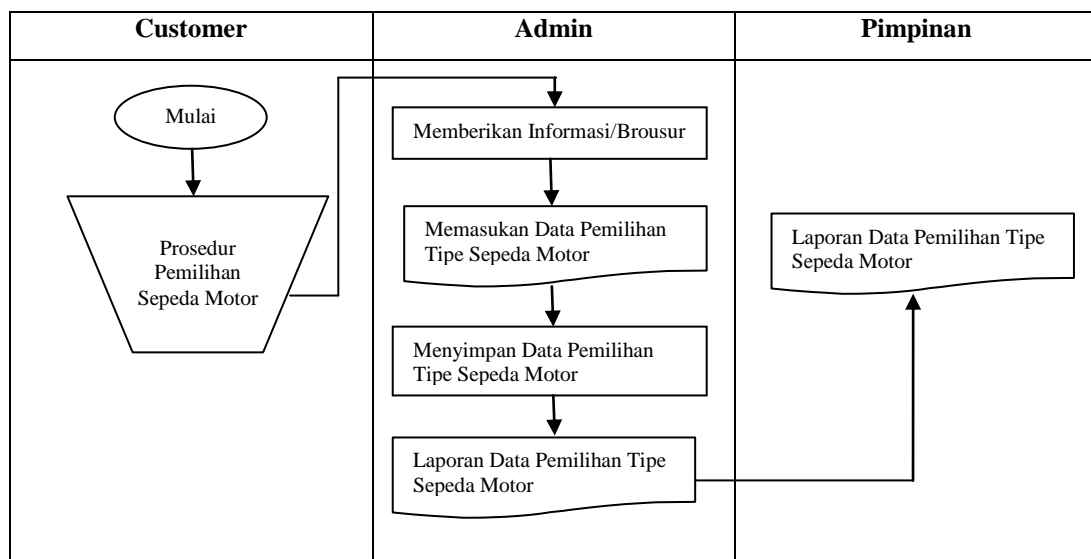 Customer
Admin
Pimpinan
Mulai
Prosedur
Pemilihan
Sepeda Motor
Memberikan Informasi/Brousur
Memasukan Data Pemilihan
Tipe Sepeda Motor
Menyimpan Data Pemilihan
Tipe Sepeda Motor
Laporan Data Pemilihan Tipe
Sepeda Motor
Laporan Data Pemilihan Tipe
Sepeda Motor